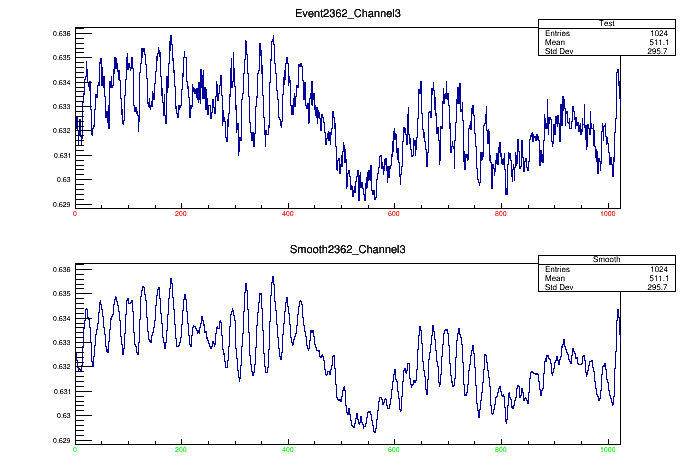 Event2362_Channel3
Test
Entries 1024
Mean 511.1
Std Dev 295.7
0.636
0.635
0.634
0.633
0.632
0.631
0.63
0.629
0 200 400 600 800 1000
Smooth2362_Channel3
Smooth
Entries 1024
Mean 511.1
Std Dev 295.7
0.636
0.635
0.634
0.633
0.632
0.631
0.63
0.629
0 200 400 600 800 1000